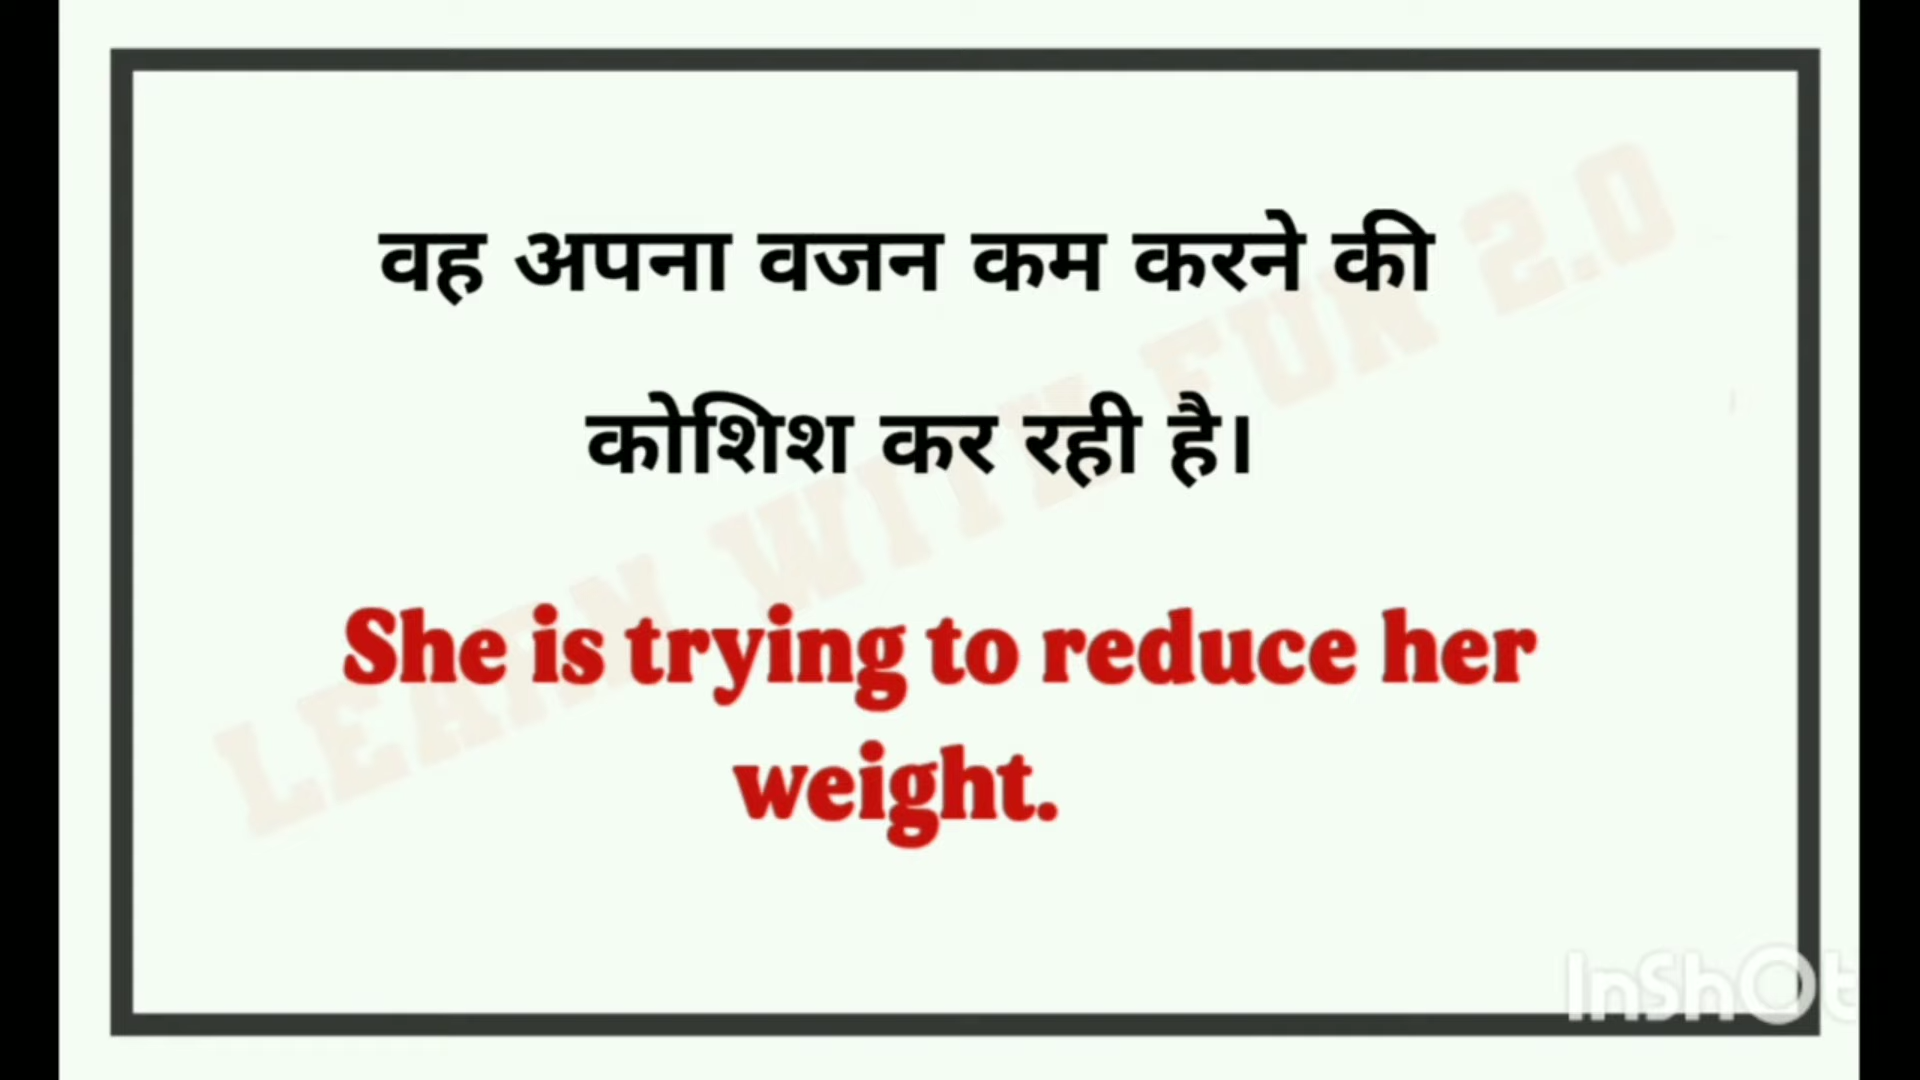 वह अपना वजन कम करने की
कोशिश कर रही है।
She is trying to reduce her
weight.
LEARN WITH FUN 2.0
InShOt